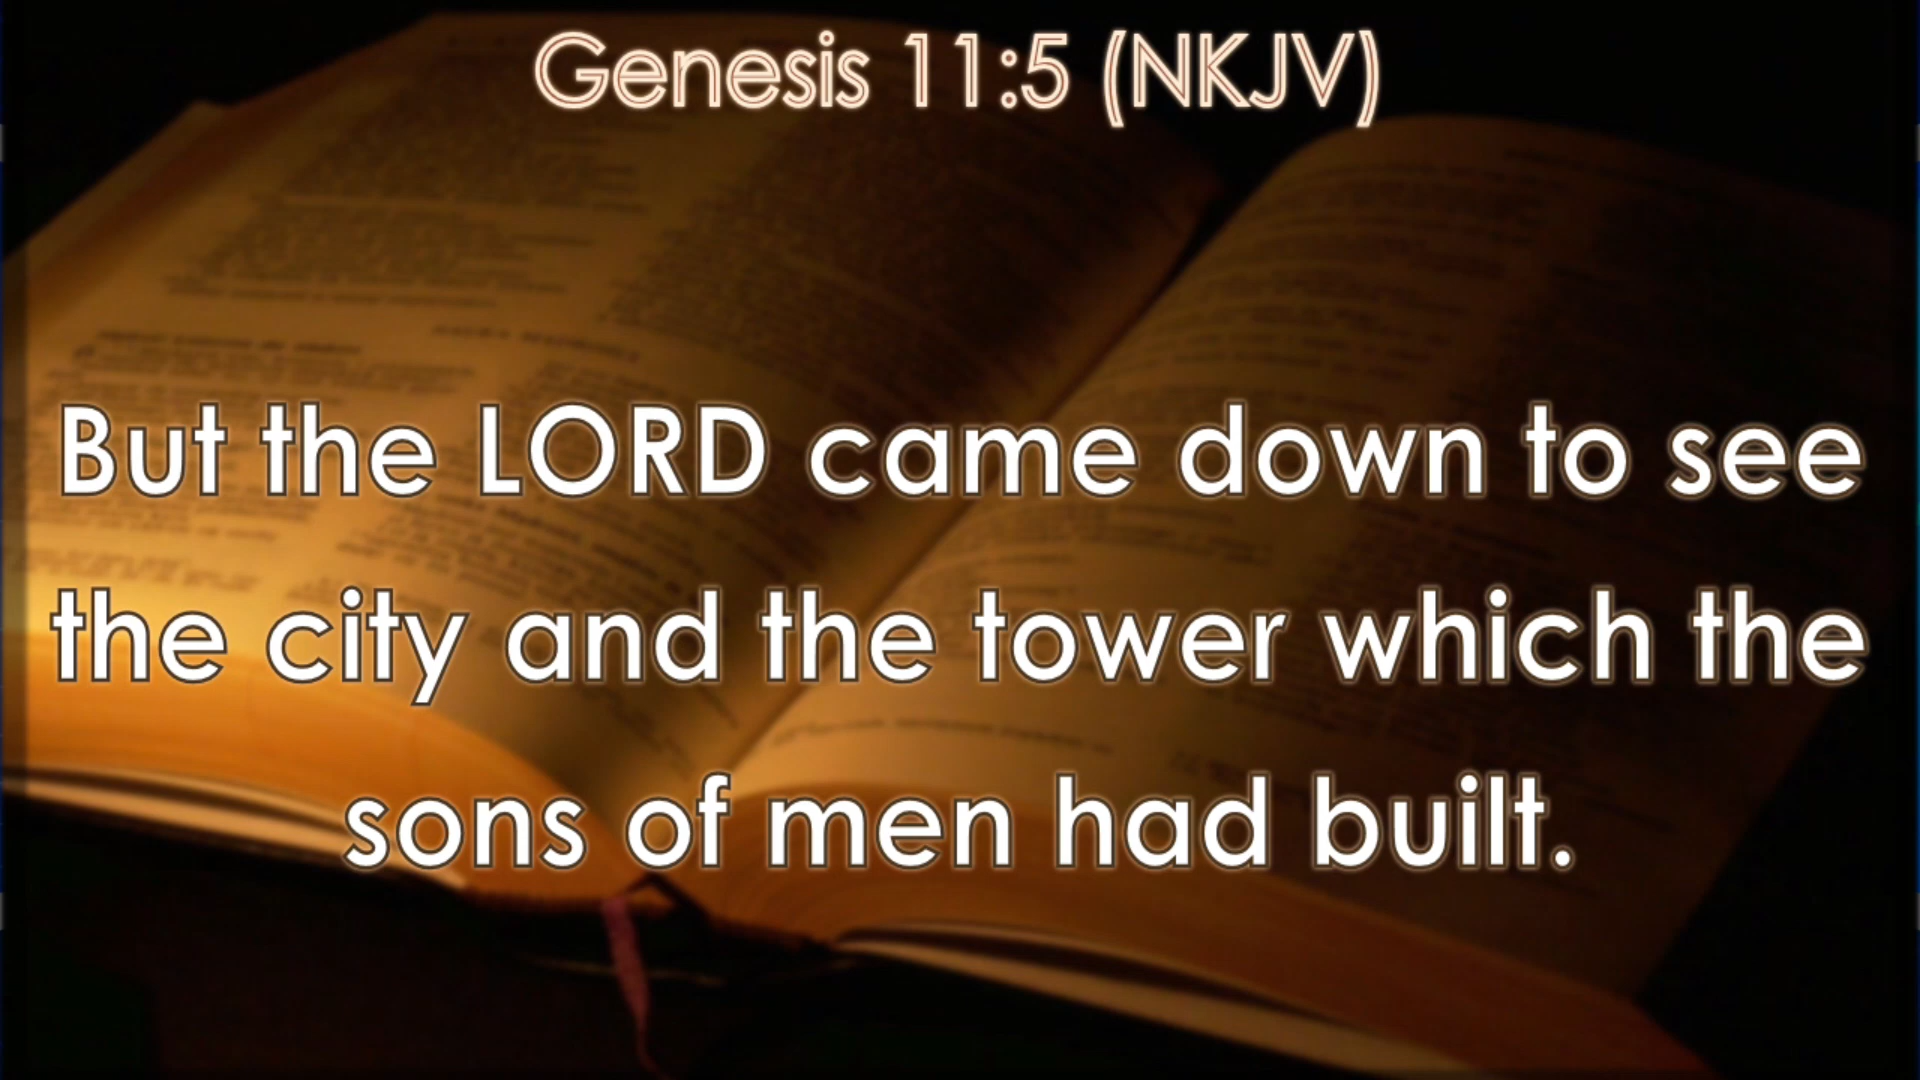 Genesis 11:5 (NKJV)
But the LORD came down to see
the city and the tower which the
sons of men had built.